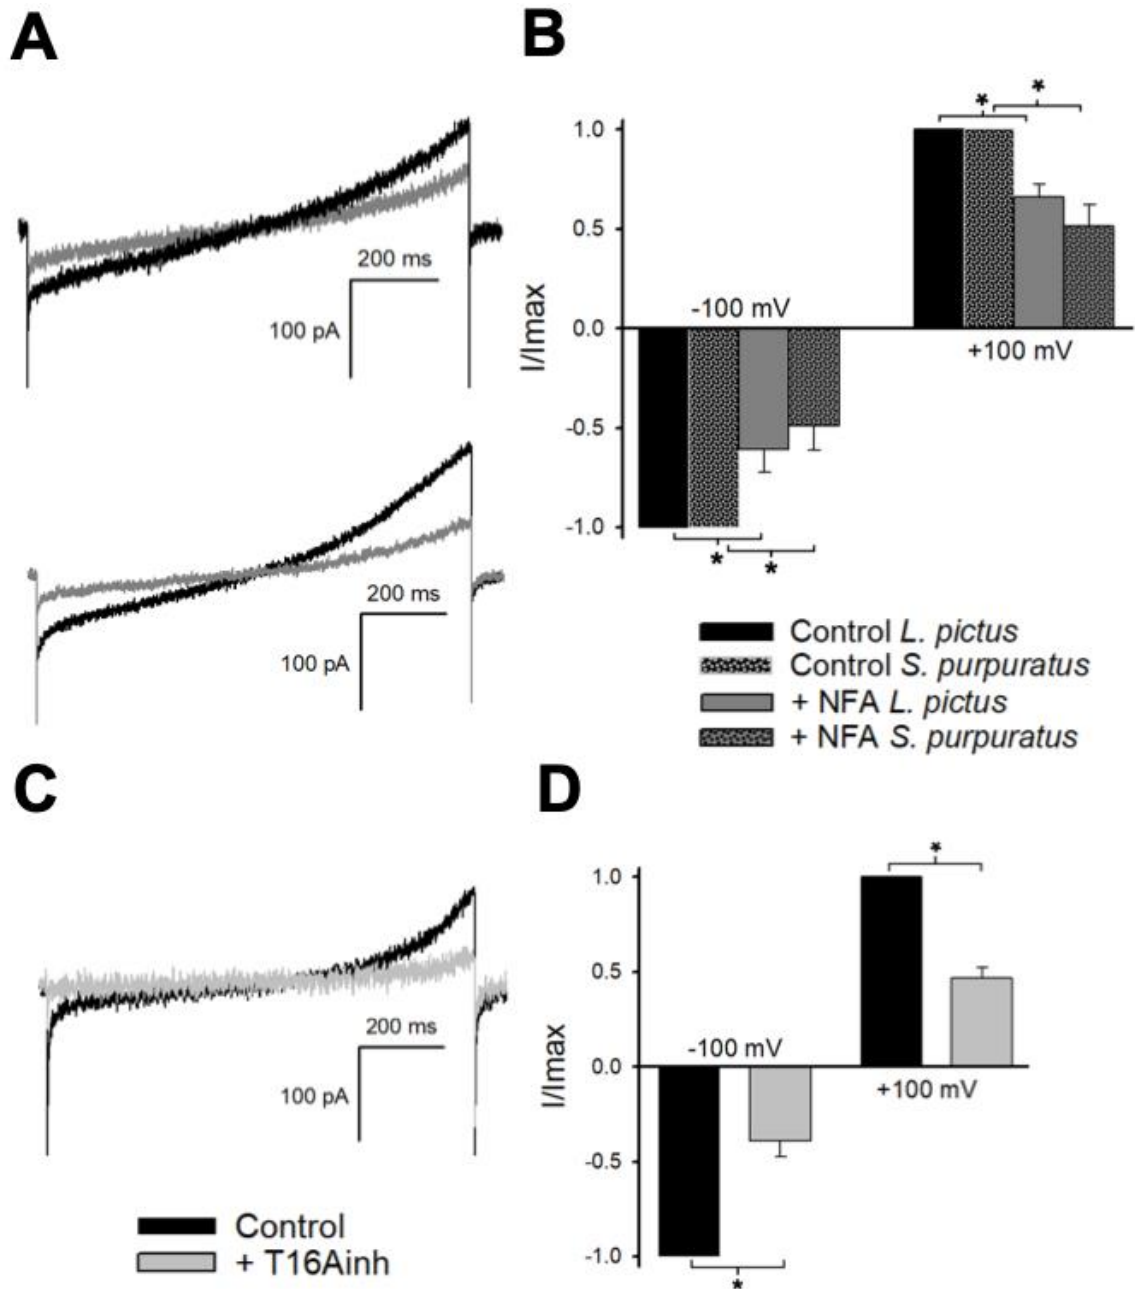 A
200 ms
100 pA
200 ms
100 pA
B
* *
1.0
0.5
0.0
-0.5
-1.0
I/Imax
-100 mV
+100 mV
* *
Control L. pictus
Control S. purpuratus
+ NFA L. pictus
+ NFA S. purpuratus
C
200 ms
100 pA
Control
+ T16Ainh
D
*
1.0
0.5
0.0
-0.5
-1.0
I/Imax
-100 mV
+100 mV
*